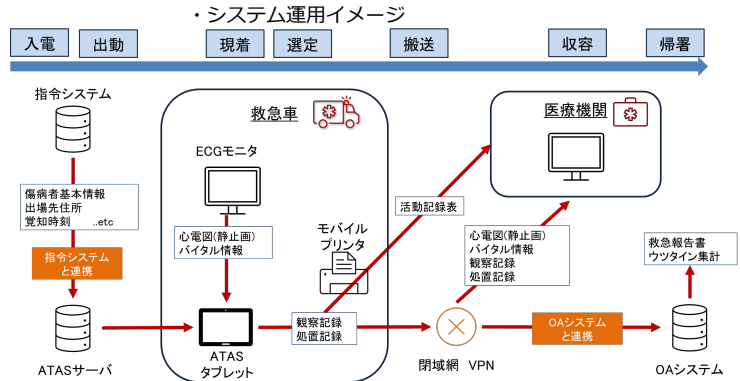 ・システム運用イメージ
入電
出動
現着
選定
搬送
収容
帰署
指令システム
傷病者基本情報
出場先住所
覚知時刻　..etc
指令システム
と連携
ATASサーバ
救急車
ECGモニタ
心電図(静止画)
バイタル情報
モバイル
プリンタ
ATAS
タブレット
観察記録
処置記録
活動記録表
医療機関
心電図(静止画)
バイタル情報
観察記録
処置記録
閉域網　VPN
OAシステム
と連携
救急報告書
ウツタイン集計
OAシステム